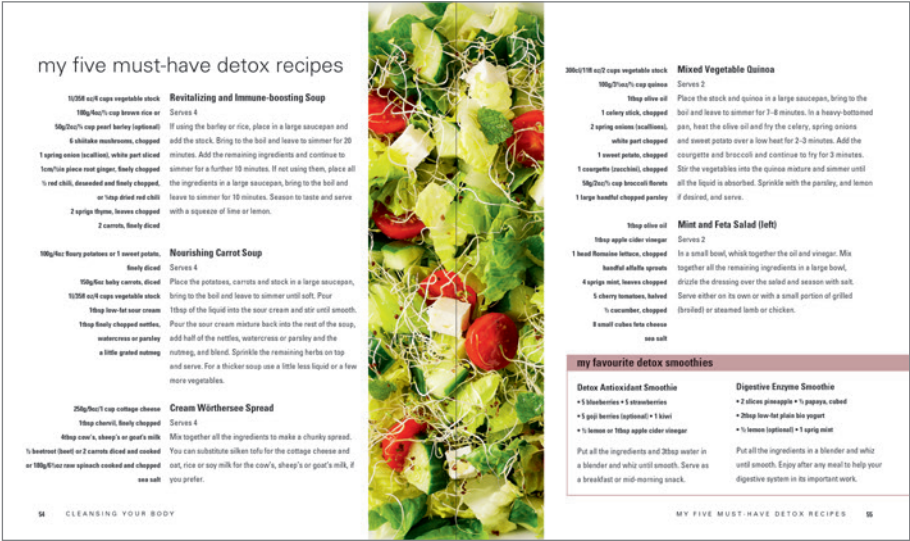 my five must-have detox recipes
1l/35fl oz/4 cups vegetable stock
100g/4oz/½ cup brown rice or
50g/2oz/⅓ cup pearl barley (optional)
6 shiitake mushrooms, chopped
1 spring onion (scallion), white part sliced
1cm/½in piece root ginger, finely chopped
½ red chili, deseeded and finely chopped,
or ½tsp dried red chili
2 sprigs thyme, leaves chopped
2 carrots, finely diced
Revitalizing and Immune-boosting Soup
Serves 4
If using the barley or rice, place in a large saucepan and
add the stock. Bring to the boil and leave to simmer for 20
minutes. Add the remaining ingredients and continue to
simmer for a further 10 minutes. If not using them, place all
the ingredients in a large saucepan, bring to the boil and
leave to simmer for 10 minutes. Season to taste and serve
with a squeeze of lime or lemon.
100g/4oz floury potatoes or 1 sweet potato,
finely diced
150g/6oz baby carrots, diced
1l/35fl oz/4 cups vegetable stock
1tbsp low-fat sour cream
1tbsp finely chopped nettles,
watercress or parsley
a little grated nutmeg
Nourishing Carrot Soup
Serves 4
Place the potatoes, carrots and stock in a large saucepan,
bring to the boil and leave to simmer until soft. Pour
1tbsp of the liquid into the sour cream and stir until smooth.
Pour the sour cream mixture back into the rest of the soup,
add half of the nettles, watercress or parsley and the
nutmeg, and blend. Sprinkle the remaining herbs on top
and serve. For a thicker soup use a little less liquid or a few
more vegetables.
250g/9oz/1 cup cottage cheese
1tbsp chervil, finely chopped
4tbsp cow's, sheep's or goat's milk
½ beetroot (beet) or 2 carrots diced and cooked
or 180g/6½oz raw spinach cooked and chopped
sea salt
Cream Wörthersee Spread
Serves 4
Mix together all the ingredients to make a chunky spread.
You can substitute silken tofu for the cottage cheese and
oat, rice or soy milk for the cow's, sheep's or goat's milk, if
you prefer.
54 CLEANSING YOUR BODY
vegetable stock
quinoa
1tbsp olive oil
1 celery stick, chopped
2 spring onions (scallions),
white part chopped
1 sweet potato, chopped
1 courgette (zucchini), chopped
broccoli florets
1 large handful chopped parsley
Mixed Vegetable Quinoa
Serves 2
Place the stock and quinoa in a large saucepan, bring to the
boil and leave to simmer for 7–8 minutes. In a heavy-bottomed
pan, heat the olive oil and fry the celery, spring onions
and sweet potato over a low heat for 2–3 minutes. Add the
courgette and broccoli and continue to fry for 3 minutes.
Stir the vegetables into the quinoa mixture and simmer until
all the liquid is absorbed. Sprinkle with the parsley, and lemon
if desired, and serve.
1tbsp olive oil
1tbsp apple cider vinegar
1 head Romaine lettuce, chopped
handful alfalfa sprouts
4 sprigs mint, leaves chopped
5 cherry tomatoes, halved
cucumber, chopped
8 small cubes feta cheese
sea salt
Mint and Feta Salad (left)
Serves 2
In a small bowl, whisk together the oil and vinegar. Mix
together all the remaining ingredients in a large bowl,
drizzle the dressing over the salad and season with salt.
Serve either on its own or with a small portion of grilled
(broiled) or steamed lamb or chicken.
my favourite detox smoothies
Detox Antioxidant Smoothie
• 5 blueberries • 5 strawberries
• 5 goji berries (optional) • 1 kiwi
• ½ lemon or 1tbsp apple cider vinegar
Put all the ingredients and 3tbsp water in
a blender and whiz until smooth. Serve as
a breakfast or mid-morning snack.
Digestive Enzyme Smoothie
• 2 slices pineapple • ½ papaya, cubed
• 2tbsp low-fat plain bio yogurt
• ½ lemon (optional) • 1 sprig mint
Put all the ingredients in a blender and whiz
until smooth. Enjoy after any meal to help your
digestive system in its important work.
MY FIVE MUST-HAVE DETOX RECIPES 55